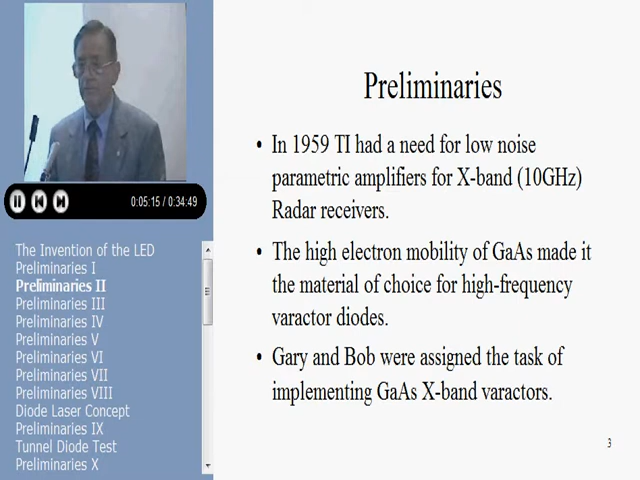 0:05:15 / 0:34:49
The Invention of the LED
Preliminaries I
Preliminaries II
Preliminaries III
Preliminaries IV
Preliminaries V
Preliminaries VI
Preliminaries VII
Preliminaries VIII
Diode Laser Concept
Preliminaries IX
Tunnel Diode Test
Preliminaries X
Preliminaries
• In 1959 TI had a need for low noise
parametric amplifiers for X-band (10GHz)
Radar receivers.
• The high electron mobility of GaAs made it
the material of choice for high-frequency
varactor diodes.
• Gary and Bob were assigned the task of
implementing GaAs X-band varactors.
3